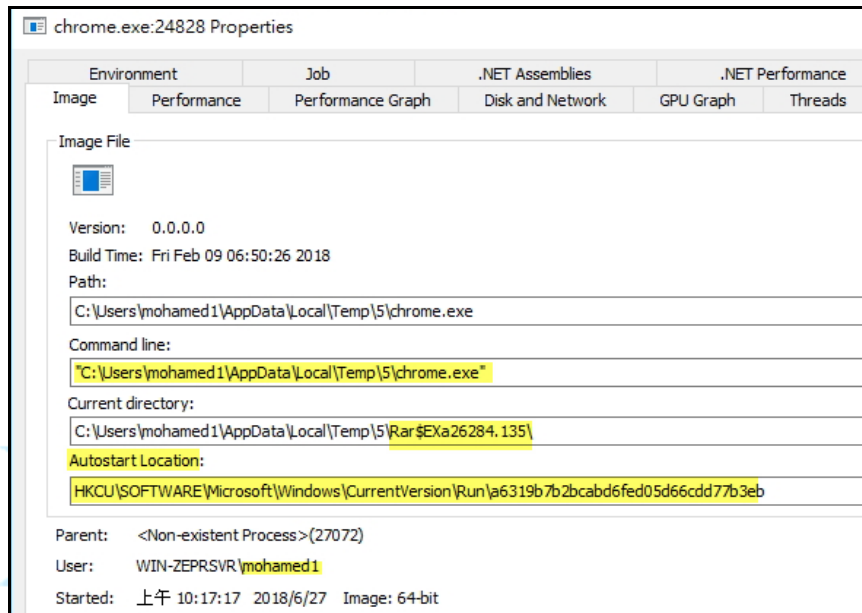 chrome.exe:24828 Properties
Environment Job .NET Assemblies .NET Performance
Image Performance Performance Graph Disk and Network GPU Graph Threads
Image File
Version: 0.0.0.0
Build Time: Fri Feb 09 06:50:26 2018
Path:
C:\Users\mohamed1\AppData\Local\Temp\5\chrome.exe
Command line:
"C:\Users\mohamed1\AppData\Local\Temp\5\chrome.exe"
Current directory:
C:\Users\mohamed1\AppData\Local\Temp\5\Rar$EXa26284.135\
Autostart Location:
HKCU\SOFTWARE\Microsoft\Windows\CurrentVersion\Run\a6319b7b2bcabd6fed05d66cdd77b3eb
Parent: <Non-existent Process>(27072)
User: WIN-ZEPRSVR\mohamed1
Started: 上午 10:17:17 2018/6/27 Image: 64-bit